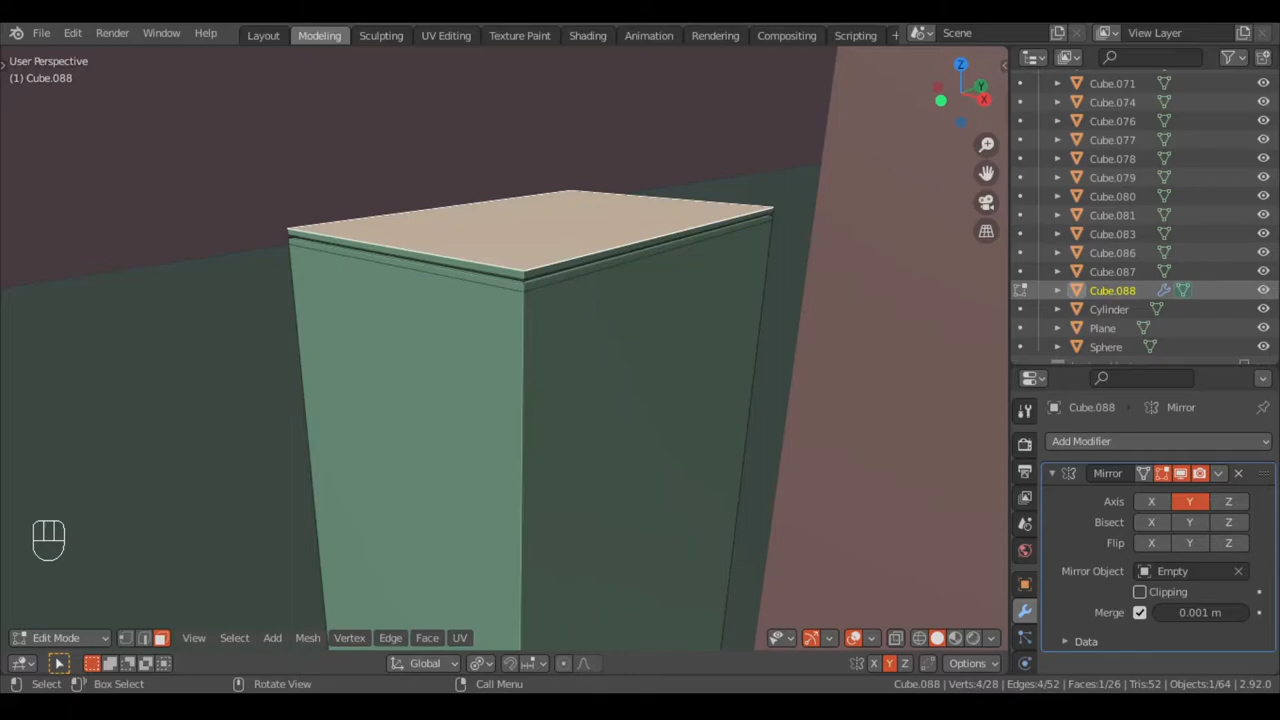 File Edit Render Window Help Layout Modeling Sculpting UV Editing Texture Paint Shading Animation Rendering Compositing Scripting + Scene View Layer
User Perspective
(1) Cube.088
Z
Y
X
Cube.071
Cube.074
Cube.076
Cube.077
Cube.078
Cube.079
Cube.080
Cube.081
Cube.083
Cube.086
Cube.087
Cube.088
Cylinder
Plane
Sphere
Cube.088 Mirror
Add Modifier
Mirror
Axis X Y Z
Bisect X Y Z
Flip X Y Z
Mirror Object Empty
Clipping
Merge 0.001 m
Data
Edit Mode View Select Add Mesh Vertex Edge Face UV
Global X Y Z Options
Select Box Select Rotate View Call Menu Cube.088 | Verts:4/28 | Edges:4/52 | Faces:1/26 | Tris:52 | Objects:1/64 | 2.92.0